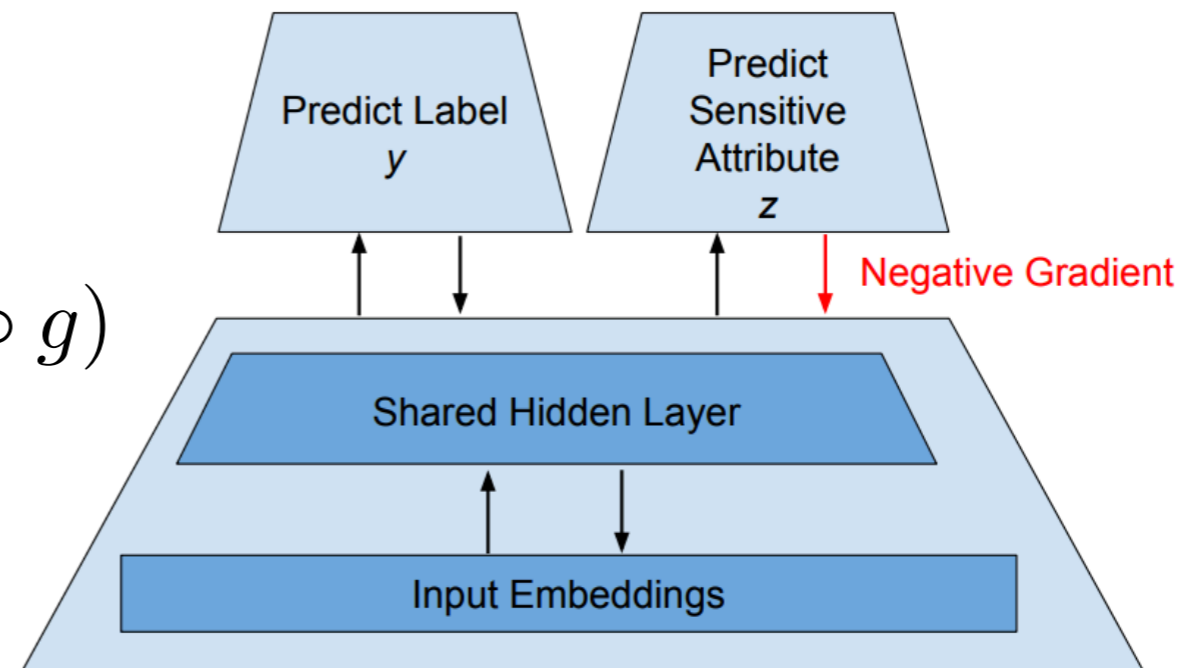 Predict Label
y
Predict
Sensitive
Attribute
z
Negative Gradient
∘ g)
Shared Hidden Layer
Input Embeddings